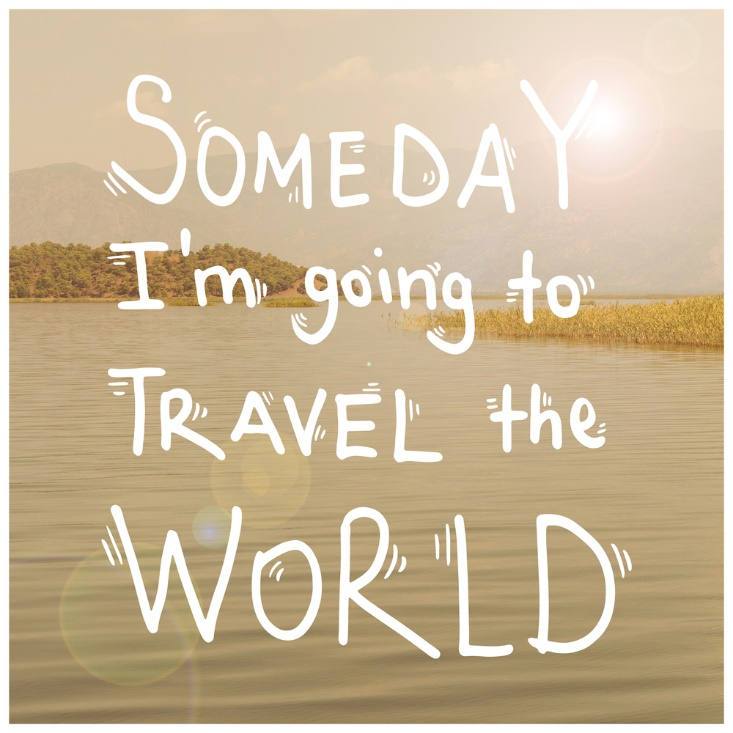 SOMEDAY
I'm going to
TRAVEL the
WORLD